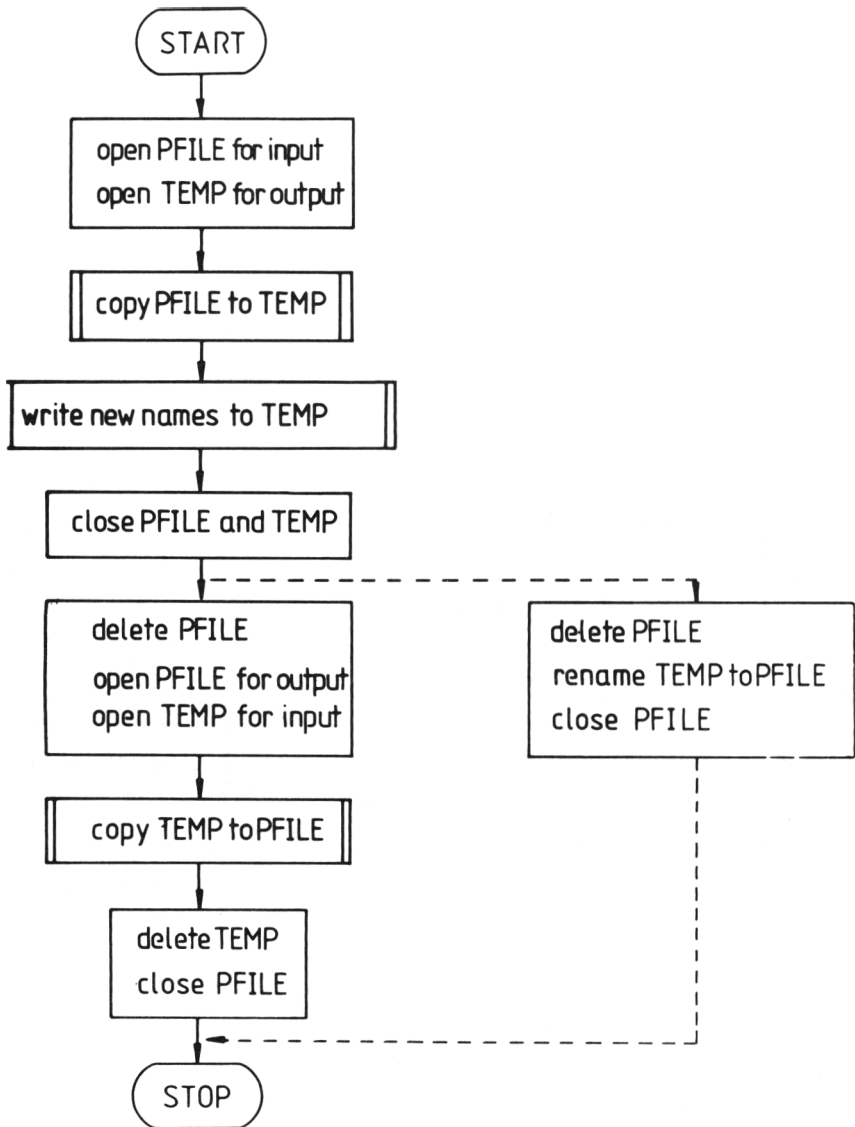 START
open PFILE for input
open TEMP for output
copy PFILE to TEMP
write new names to TEMP
close PFILE and TEMP
delete PFILE
open PFILE for output
open TEMP for input
copy TEMP to PFILE
delete TEMP
close PFILE
delete PFILE
rename TEMP to PFILE
close PFILE
STOP